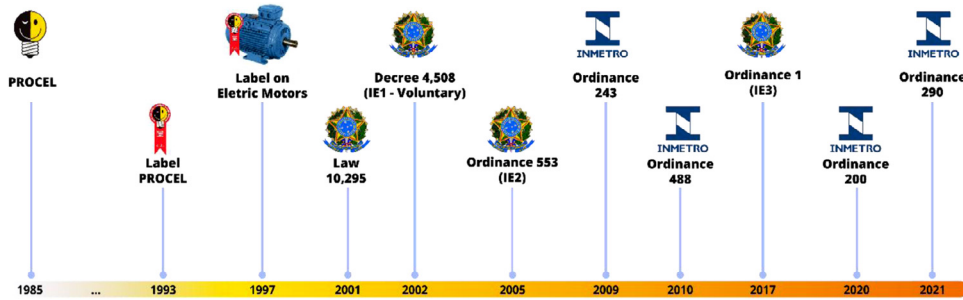 PROCEL
Label on
Eletric Motors
Decree 4,508
(IE1 - Voluntary)
INMETRO
Ordinance
243
Ordinance 1
(IE3)
INMETRO
Ordinance
290
Label
PROCEL
Law
10,295
Ordinance 553
(IE2)
INMETRO
Ordinance
488
INMETRO
Ordinance
200
1985 ... 1993 1997 2001 2002 2005 2009 2010 2017 2020 2021